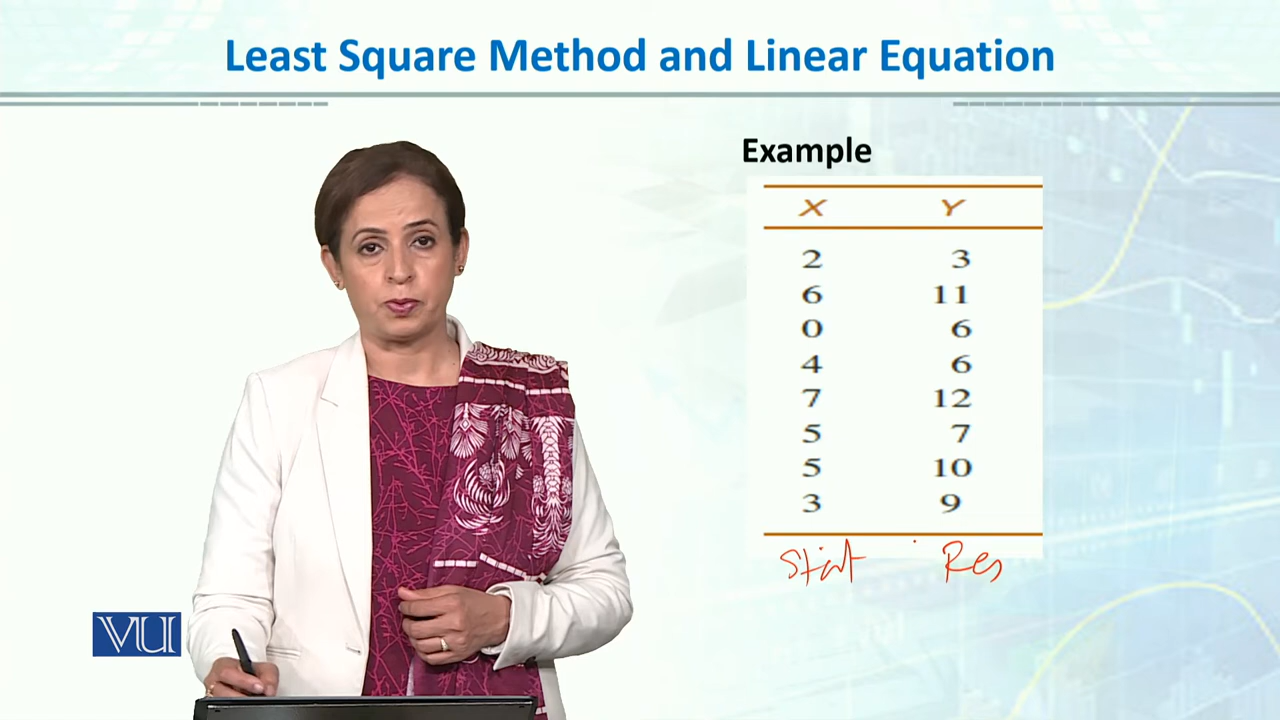 Least Square Method and Linear Equation
Example
X Y
2 3
6 11
0 6
4 6
7 12
5 7
5 10
3 9
Stat Res
VU